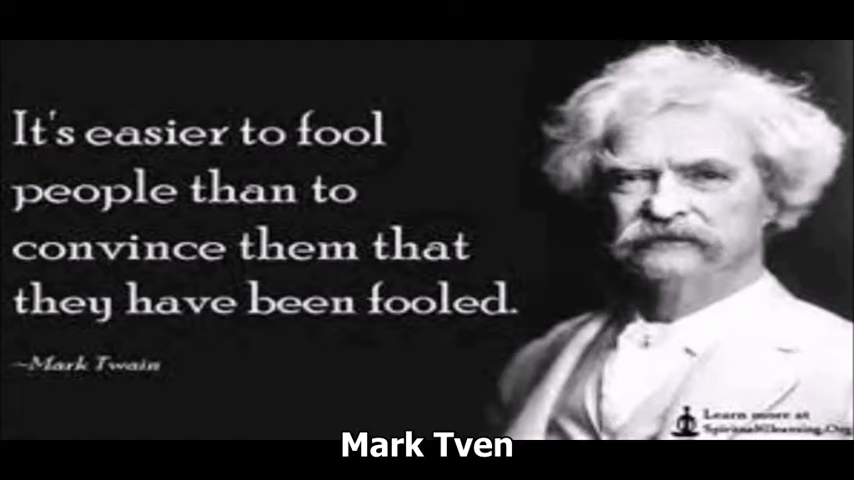 It's easier to fool
people than to
convince them that
they have been fooled.
~Mark Twain
Learn more at
Mark Tven